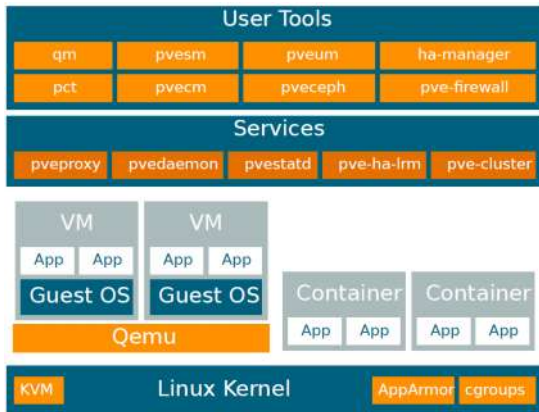 User Tools
qm pvesm pveum ha-manager
pct pvecm pveceph pve-firewall
Services
pveproxy pvedaemon pvestatd pve-ha-lrm pve-cluster
VM VM
App App App App
Guest OS Guest OS
Container Container
App App App App
Qemu
KVM Linux Kernel AppArmor cgroups